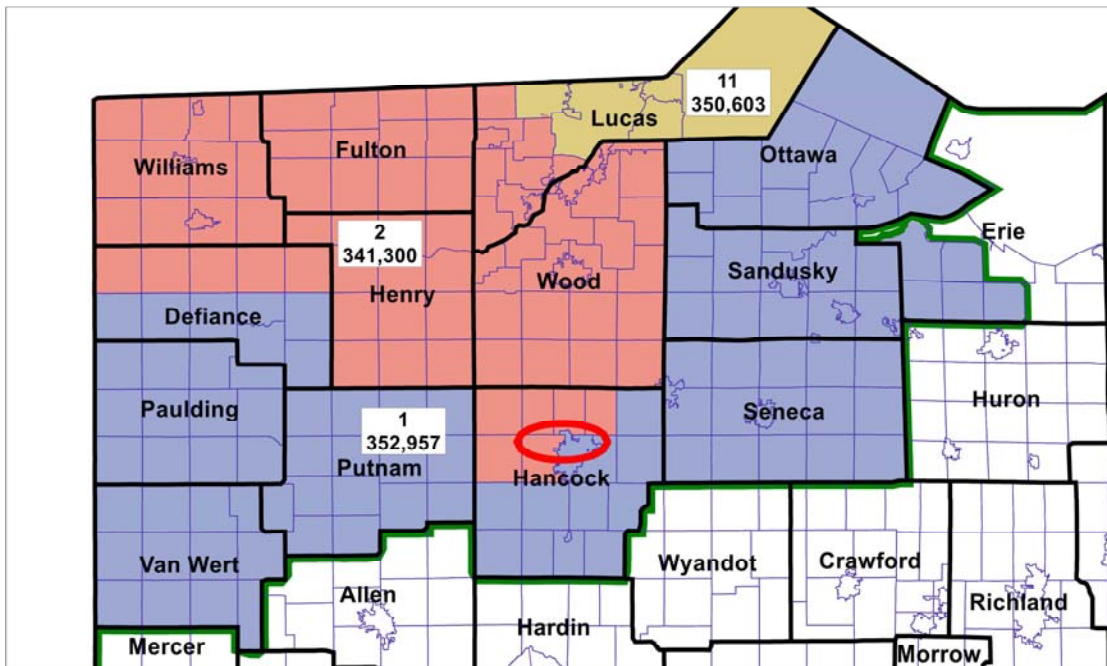 11
350,603
Lucas
Fulton
Williams
Ottawa
2
341,300
Erie
Sandusky
Wood
Henry
Defiance
Paulding
1
352,957
Putnam
Seneca
Huron
Hancock
Van Wert
Wyandot
Crawford
Allen
Richland
Hardin
Mercer
Morrow